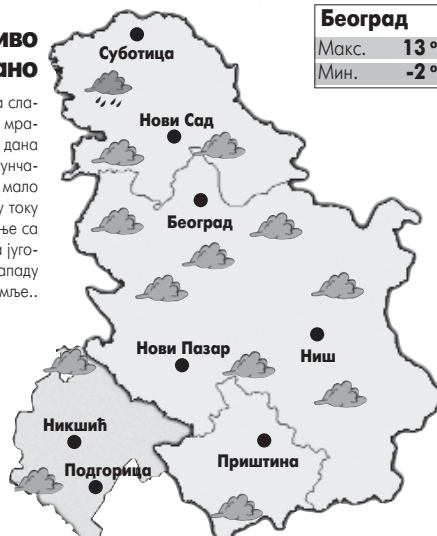 иво
ано
а сла-
мра-
дана
унча-
мало
у току
ње са
југо-
ападу
мље..
Београд
Макс. 13 °
Мин. -2 °
Суботица
Нови Сад
Београд
Нови Пазар
Ниш
Никшић
Подгорица
Приштина